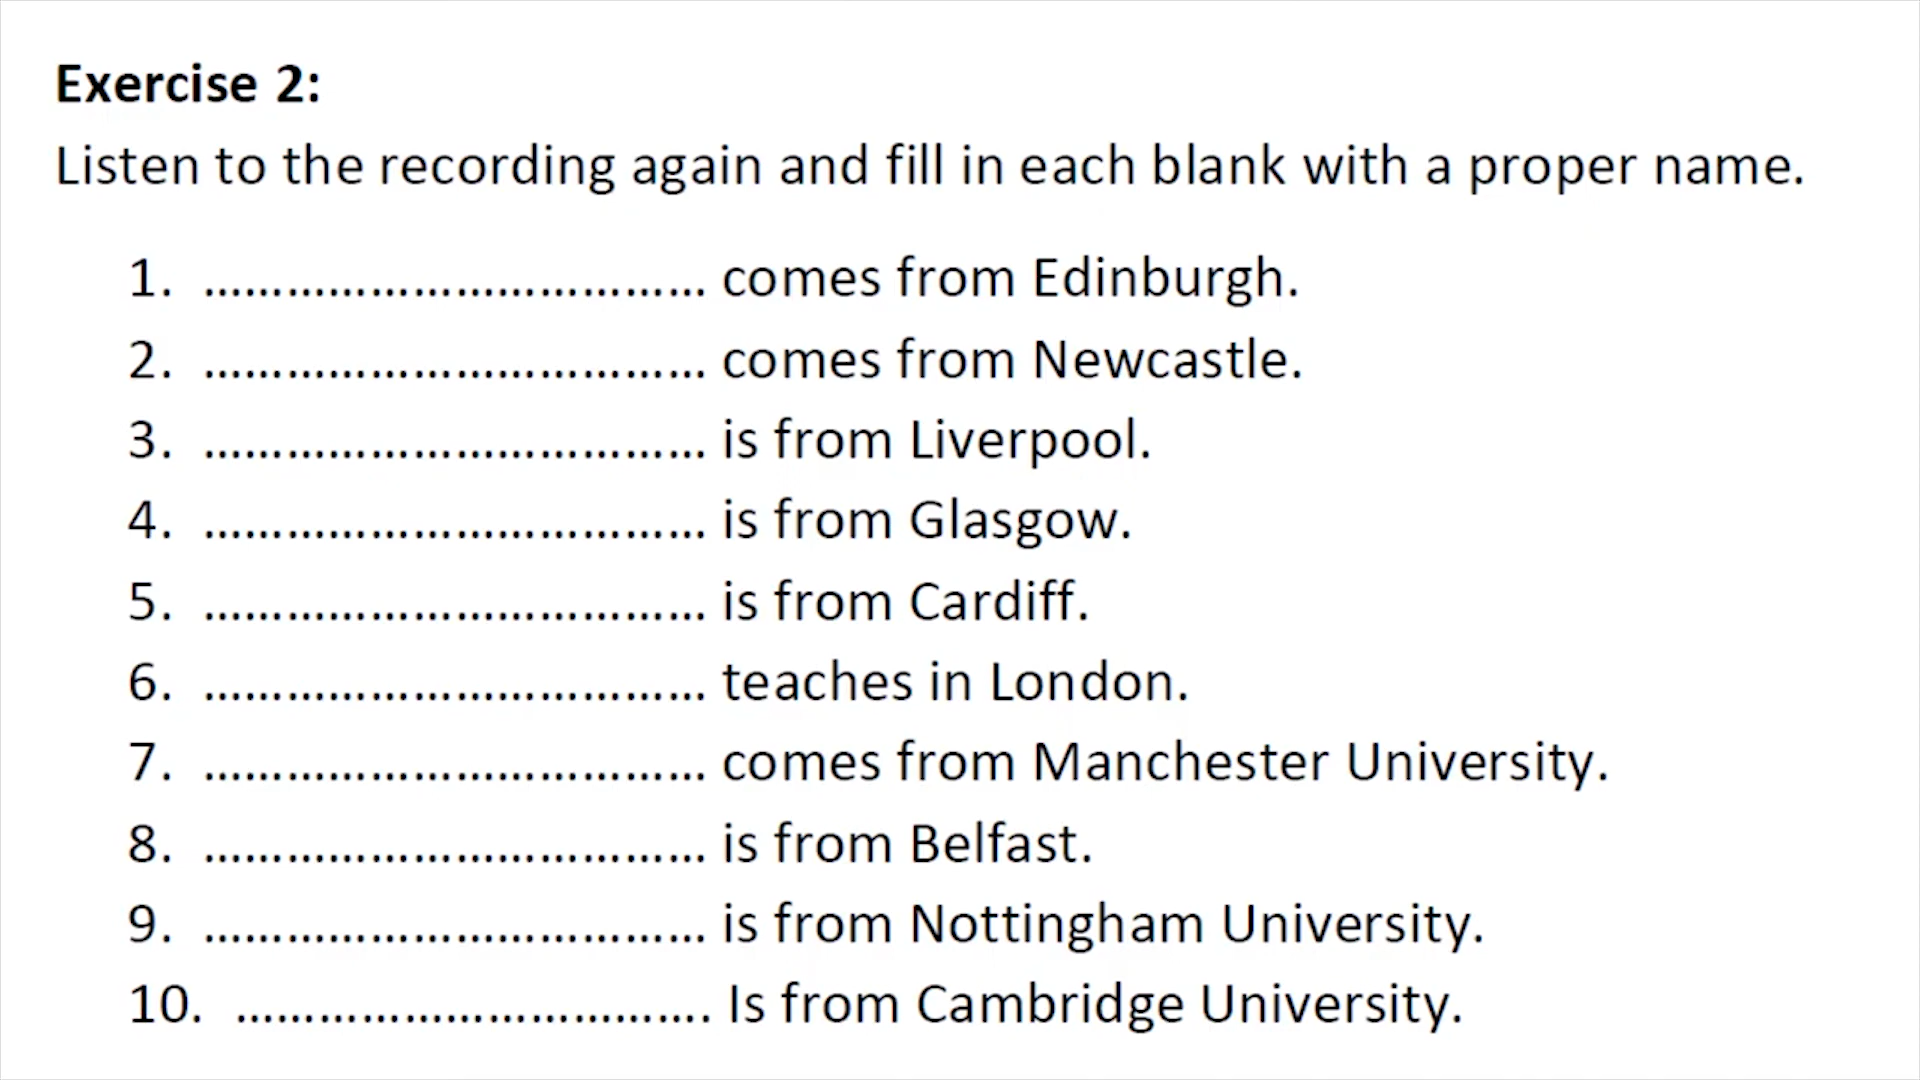 Exercise 2:
Listen to the recording again and fill in each blank with a proper name.
1. .................................... comes from Edinburgh.
2. .................................... comes from Newcastle.
3. .................................... is from Liverpool.
4. .................................... is from Glasgow.
5. .................................... is from Cardiff.
6. .................................... teaches in London.
7. .................................... comes from Manchester University.
8. .................................... is from Belfast.
9. .................................... is from Nottingham University.
10. .................................. Is from Cambridge University.